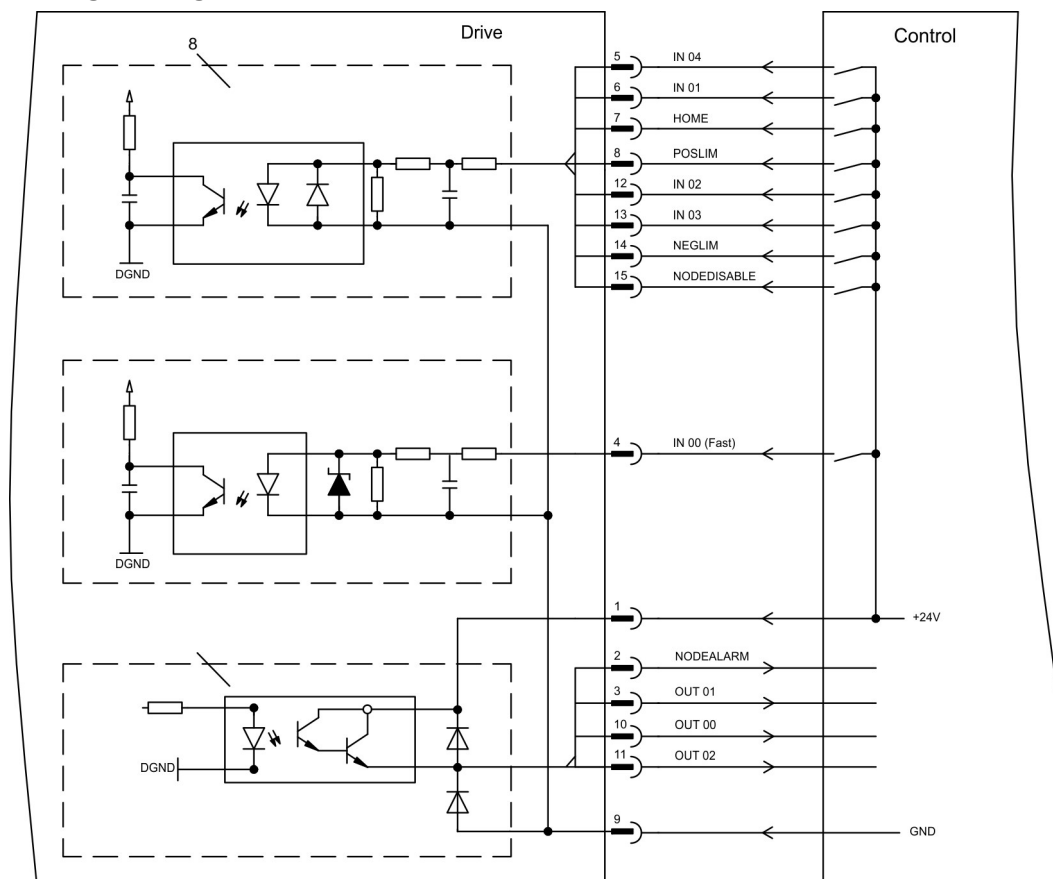 Drive
Control
8
5 IN 04
6 IN 01
7 HOME
8 POSLIM
12 IN 02
13 IN 03
14 NEGLIM
15 NODEDISABLE
DGND
4 IN 00 (Fast)
DGND
1 +24V
2 NODEALARM
3 OUT 01
10 OUT 00
11 OUT 02
DGND
9 GND